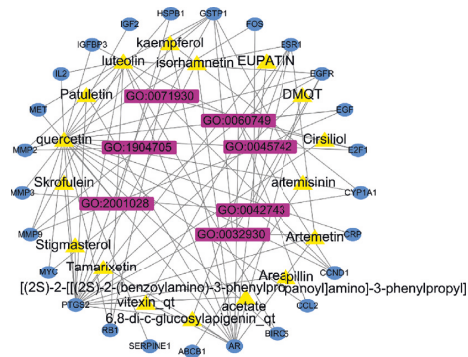 HSPB1
GSTP1
IGF2
FOS
kaempferol
IGFBP3
ESR1
luteolin
isorhamnetin
EUPATIN
IL2
EGFR
Patuletin
GO:0071930
DMQT
MET
GO:0060749
EGF
quercetin
Cirsiliol
MMP2
GO:1904705
GO:0045742
E2F1
Skrofulein
artemisinin
MMP3
CYP1A1
GO:2001028
GO:0042743
MMP9
Artemetin
CRP
Stigmasterol
GO:0032930
MYC
Tamarixetin
Areapillin
CCND1
[(2S)-2-[[(2S)-2-(benzoylamino)-3-phenylpropanoyl]amino]-3-phenylpropyl]
acetate
PTGS2
vitexin_qt
CCL2
RB1
6,8-di-c-glucosylapigenin_qt
BIRC5
SERPINE1
ABCB1
AR